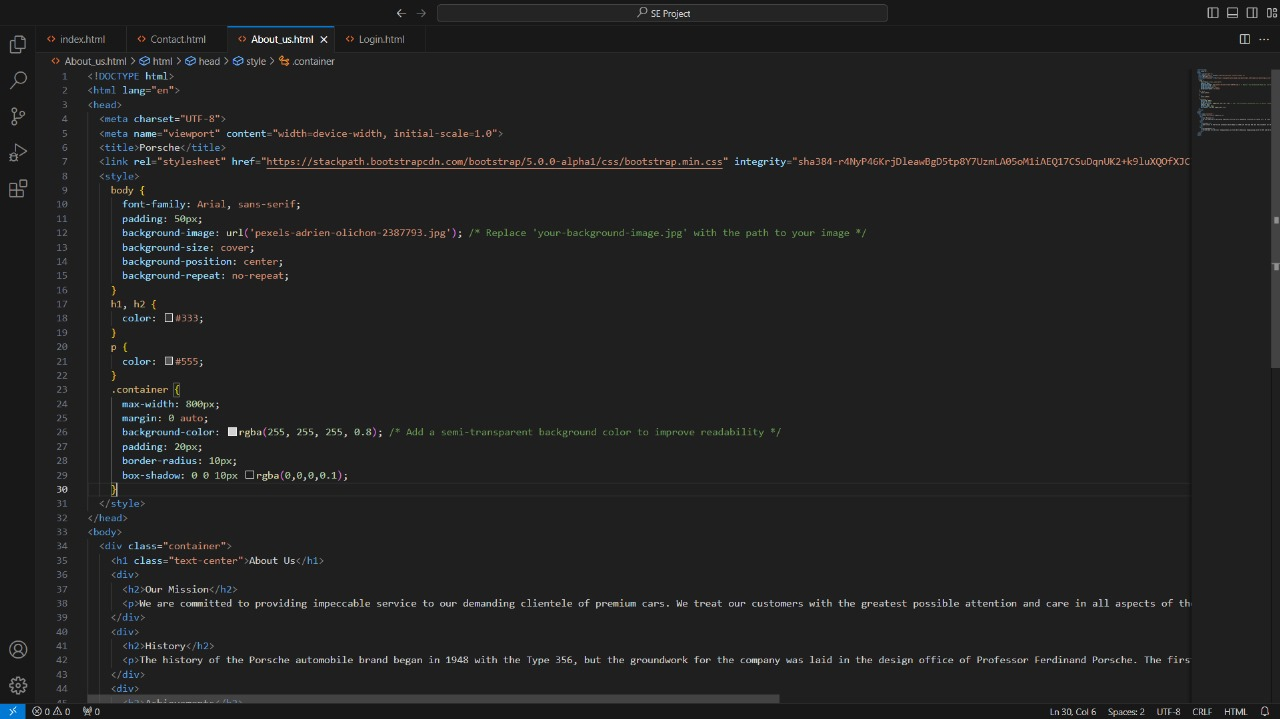 SE Project
index.html
Contact.html
About_us.html
Login.html
About_us.html > html > head > style > .container
1 <!DOCTYPE html>
2 <html lang="en">
3 <head>
4 <meta charset="UTF-8">
5 <meta name="viewport" content="width=device-width, initial-scale=1.0">
6 <title>Porsche</title>
7 <link rel="stylesheet" href="https://stackpath.bootstrapcdn.com/bootstrap/5.0.0-alpha1/css/bootstrap.min.css" integrity="sha384-r4NyP46KrjDleawBgD5tp8Y7UzmLA05oM1iAEQ17CSuDqnUK2+k9luXQOfXJC
8 <style>
9 body {
10 font-family: Arial, sans-serif;
11 padding: 50px;
12 background-image: url('pexels-adrien-olichon-2387793.jpg'); /* Replace 'your-background-image.jpg' with the path to your image */
13 background-size: cover;
14 background-position: center;
15 background-repeat: no-repeat;
16 }
17 h1, h2 {
18 color: #333;
19 }
20 p {
21 color: #555;
22 }
23 .container {
24 max-width: 800px;
25 margin: 0 auto;
26 background-color: rgba(255, 255, 255, 0.8); /* Add a semi-transparent background color to improve readability */
27 padding: 20px;
28 border-radius: 10px;
29 box-shadow: 0 0 10px rgba(0,0,0,0.1);
30 }
31 </style>
32 </head>
33 <body>
34 <div class="container">
35 <h1 class="text-center">About Us</h1>
36 <div>
37 <h2>Our Mission</h2>
38 <p>We are committed to providing impeccable service to our demanding clientele of premium cars. We treat our customers with the greatest possible attention and care in all aspects of the
39 </div>
40 <div>
41 <h2>History</h2>
42 <p>The history of the Porsche automobile brand began in 1948 with the Type 356, but the groundwork for the company was laid in the design office of Professor Ferdinand Porsche. The firs
43 </div>
44 <div>
0 0 0
Ln 30, Col 6 Spaces: 2 UTF-8 CRLF HTML